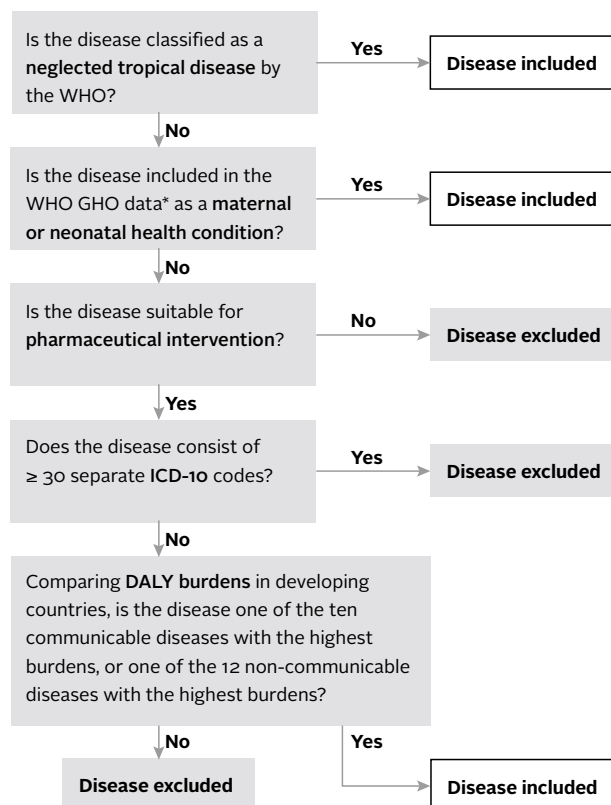 Is the disease classified as a
neglected tropical disease by
the WHO?
Yes
Disease included
No
Is the disease included in the
WHO GHO data* as a maternal
or neonatal health condition?
Yes
Disease included
No
Is the disease suitable for
pharmaceutical intervention?
No
Disease excluded
Yes
Does the disease consist of
≥ 30 separate ICD-10 codes?
Yes
Disease excluded
No
Comparing DALY burdens in developing
countries, is the disease one of the ten
communicable diseases with the highest
burdens, or one of the 12 non-communicable
diseases with the highest burdens?
No
Yes
Disease excluded
Disease included